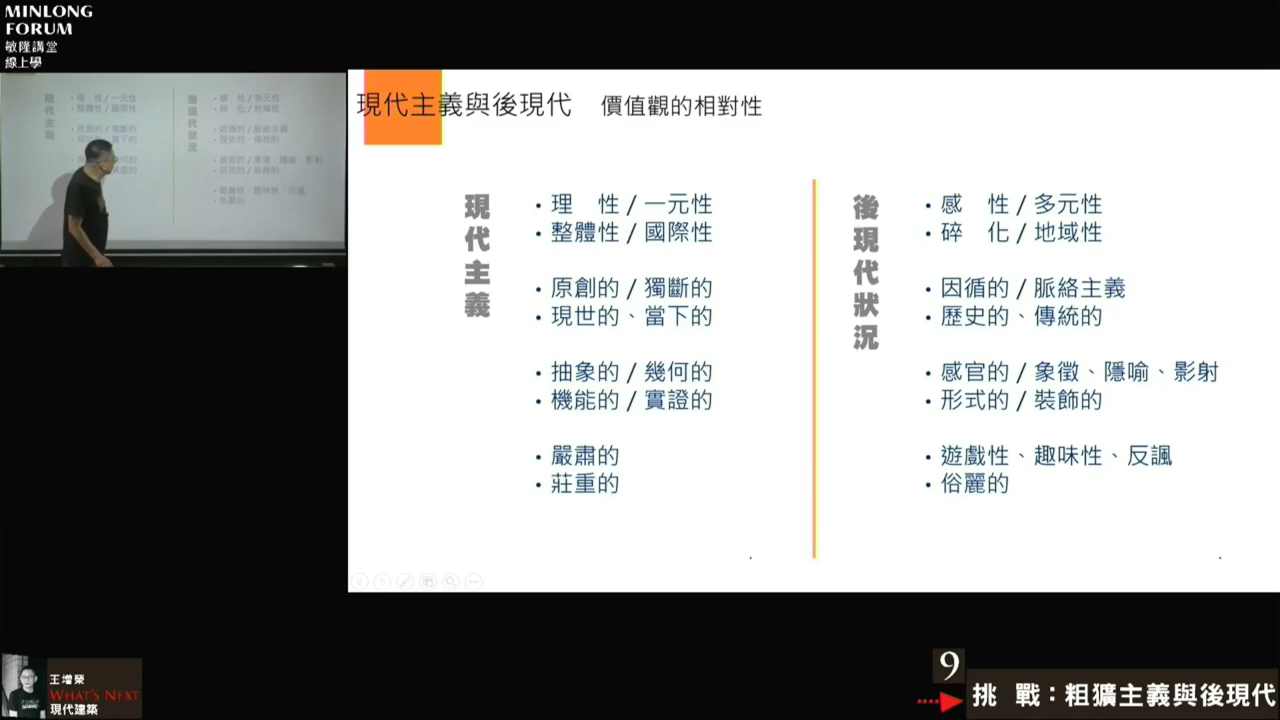 MINLONG
FORUM
敏隆講堂
線上學
現代主義與後現代 價值觀的相對性
現代主義
・理 性 / 一元性
・整體性 / 國際性
・原創的 / 獨斷的
・現世的、當下的
・抽象的 / 幾何的
・機能的 / 實證的
・嚴肅的
・莊重的
後現代狀況
・感 性 / 多元性
・碎 化 / 地域性
・因循的 / 脈絡主義
・歷史的、傳統的
・感官的 / 象徵、隱喻、影射
・形式的 / 裝飾的
・遊戲性、趣味性、反諷
・俗麗的
王增榮
WHAT'S NEXT
現代建築
9
挑 戰：粗獷主義與後現代